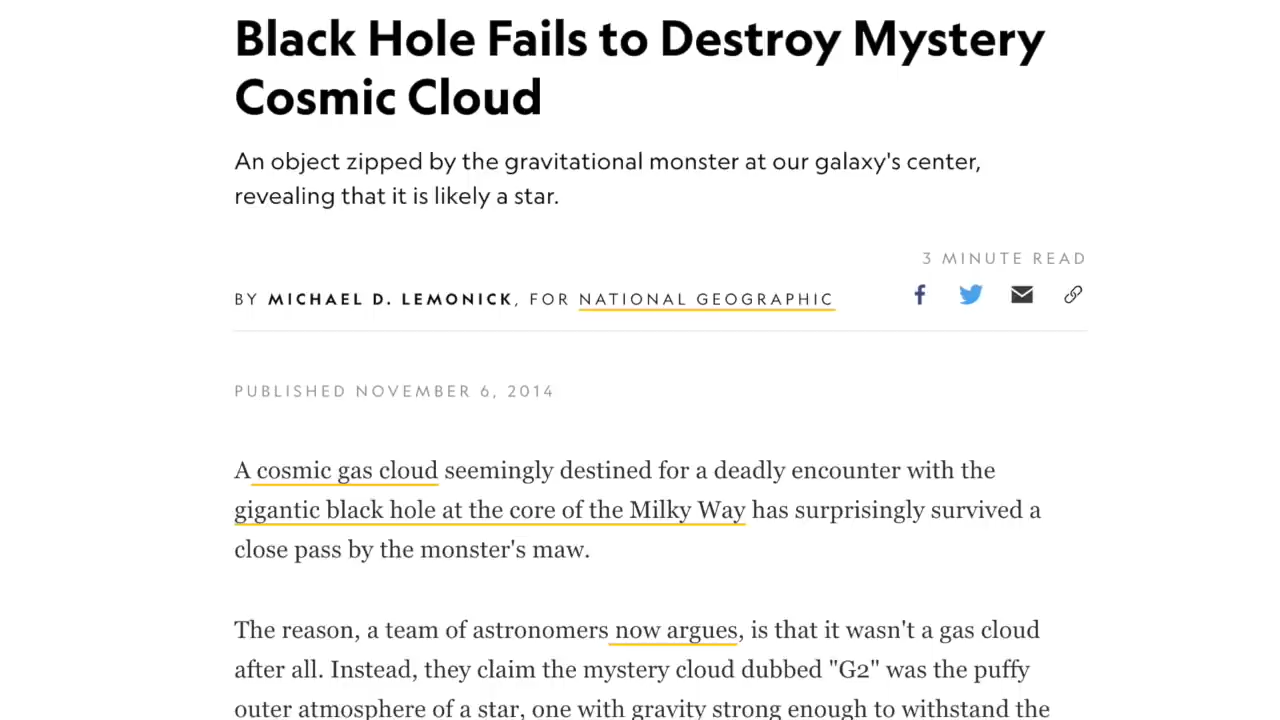 Black Hole Fails to Destroy Mystery
Cosmic Cloud
An object zipped by the gravitational monster at our galaxy's center,
revealing that it is likely a star.
3 MINUTE READ
BY MICHAEL D. LEMONICK, FOR NATIONAL GEOGRAPHIC
PUBLISHED NOVEMBER 6, 2014
A cosmic gas cloud seemingly destined for a deadly encounter with the
gigantic black hole at the core of the Milky Way has surprisingly survived a
close pass by the monster's maw.
The reason, a team of astronomers now argues, is that it wasn't a gas cloud
after all. Instead, they claim the mystery cloud dubbed "G2" was the puffy
outer atmosphere of a star, one with gravity strong enough to withstand the